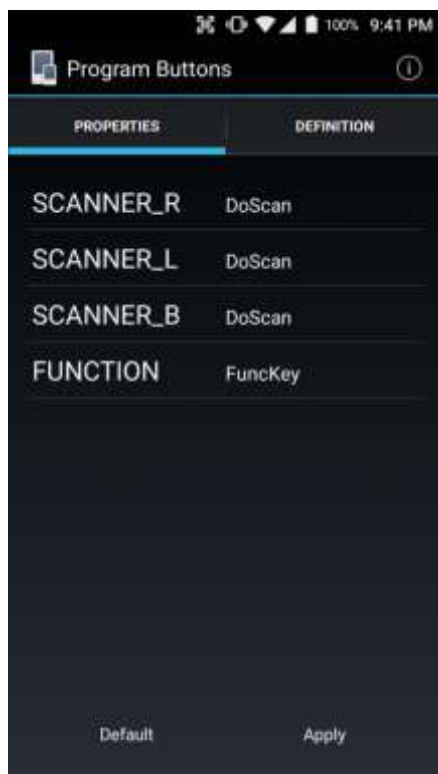 100% 9:41 PM
Program Buttons
PROPERTIES DEFINITION
SCANNER_R DoScan
SCANNER_L DoScan
SCANNER_B DoScan
FUNCTION FuncKey
Default Apply